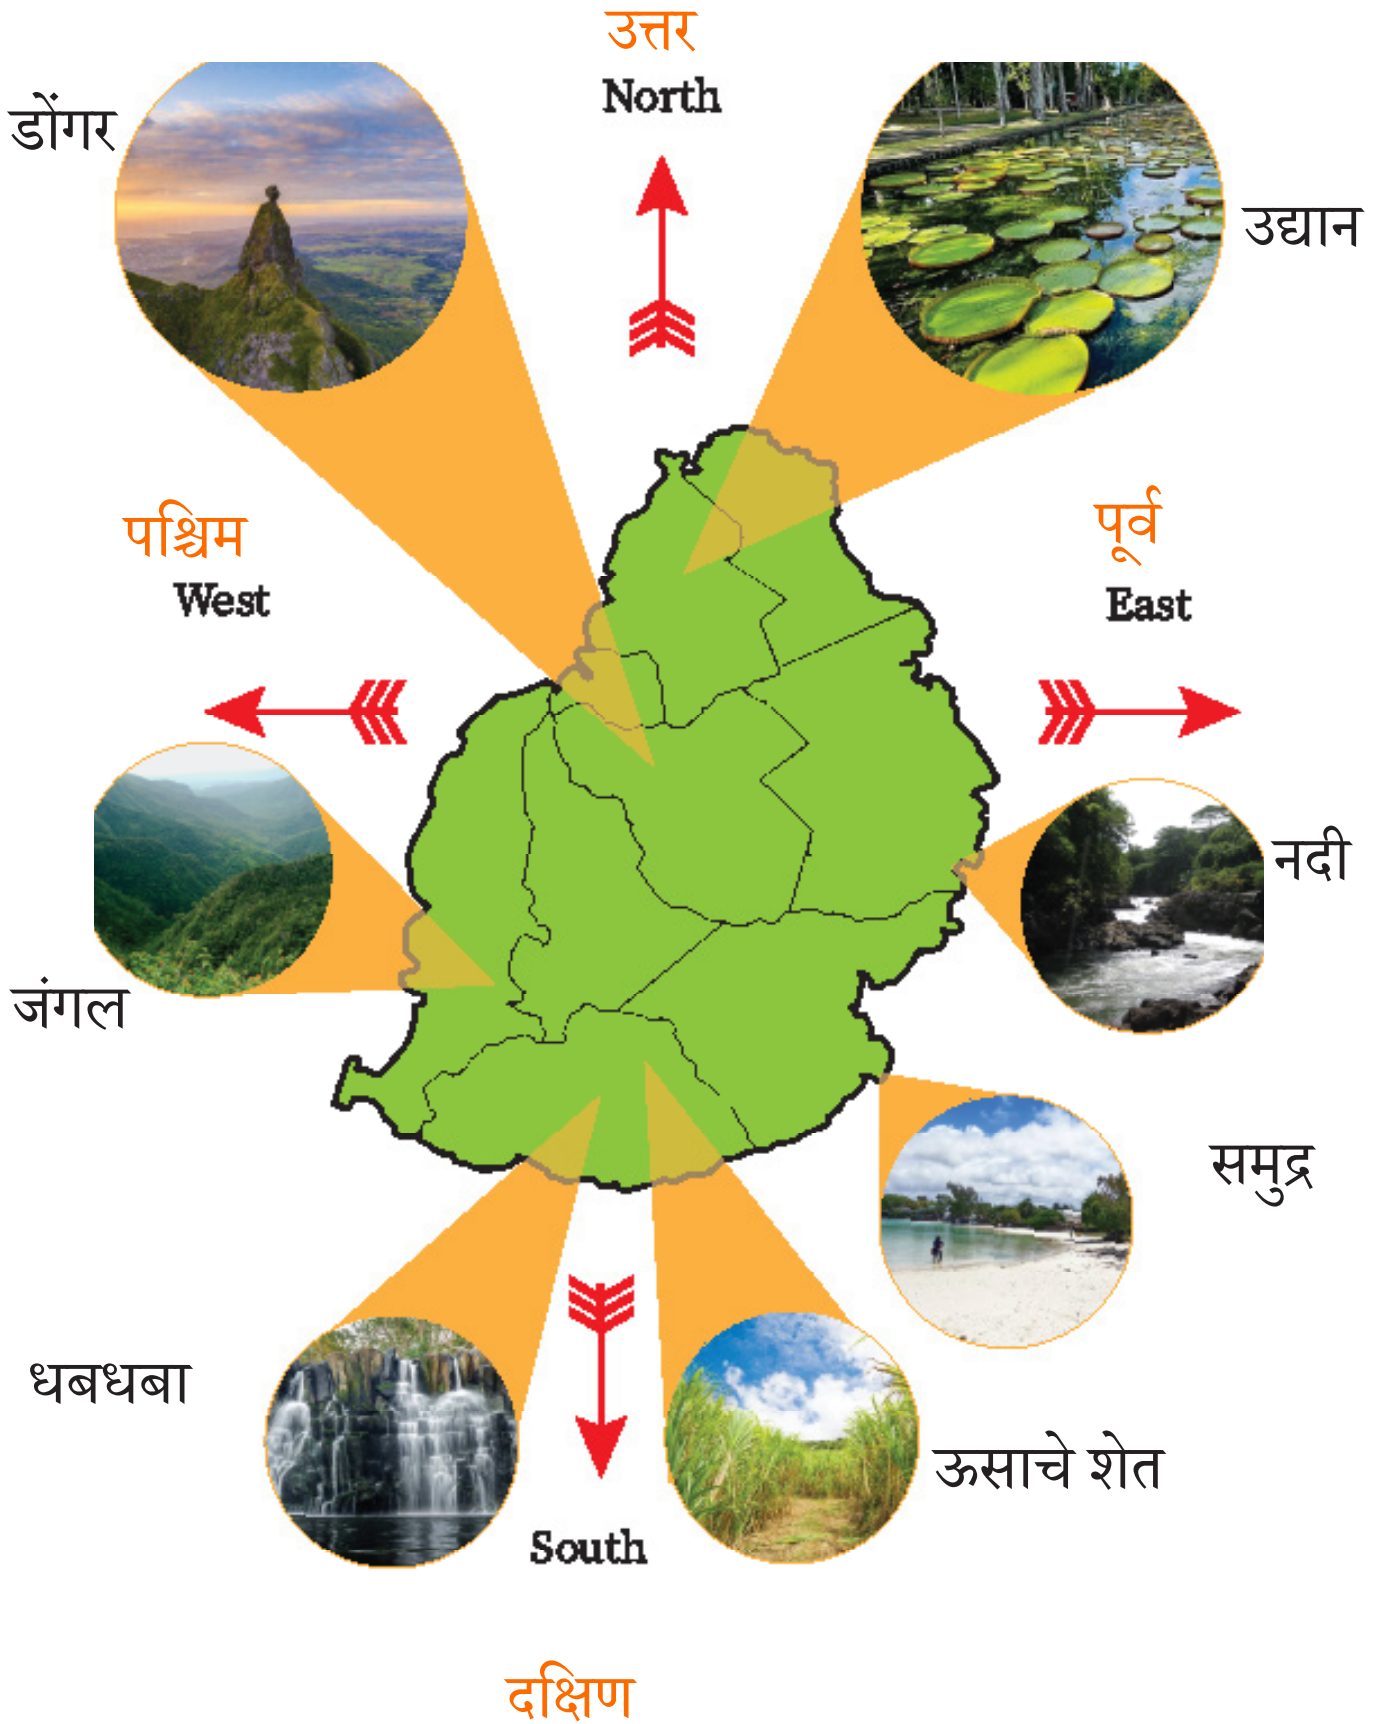 उत्तर
North
डोंगर
उद्यान
पश्चिम
West
पूर्व
East
नदी
जंगल
समुद्र
धबधबा
ऊसाचे शेत
South
दक्षिण